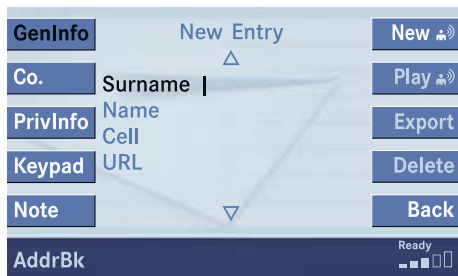 GenInfo New Entry New
Co. Surname Play
PrivInfo Name Export
Cell
Keypad URL Delete
Note Back
AddrBk Ready